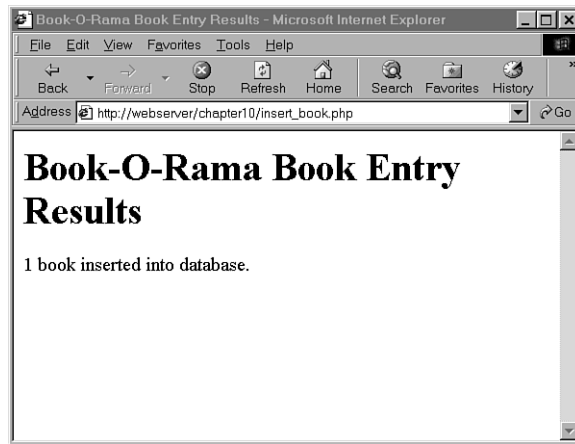 Book-O-Rama Book Entry Results - Microsoft Internet Explorer
File Edit View Favorites Tools Help
Back Forward Stop Refresh Home Search Favorites History »
Address http://webserver/chapter10/insert_book.php Go
Book-O-Rama Book Entry
Results
1 book inserted into database.